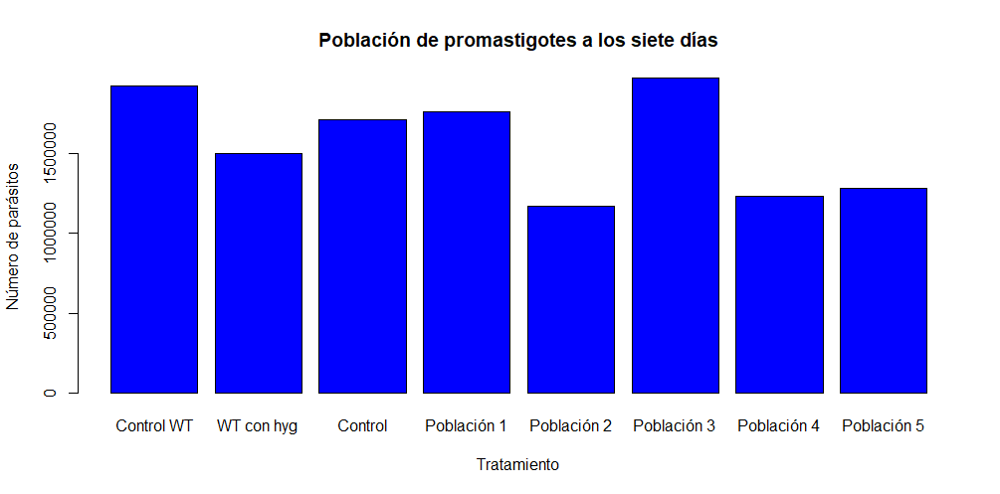 Población de promastigotes a los siete días
Número de parásitos
1500000
1000000
500000
0
Control WT WT con hyg Control Población 1 Población 2 Población 3 Población 4 Población 5
Tratamiento